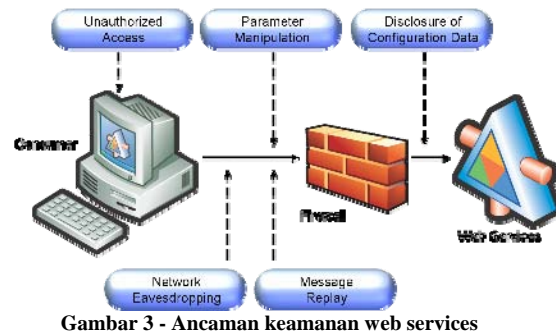 Unauthorized
Access
Parameter
Manipulation
Disclosure of
Configuration Data
Consumer
Firewall
Web Services
Network
Eavesdropping
Message
Replay
Gambar 3 - Ancaman keamanan web services